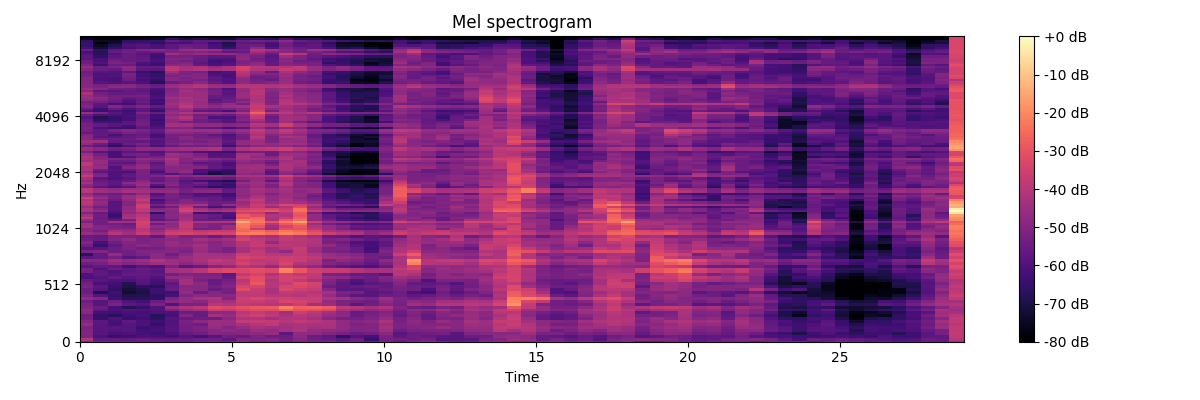 Mel spectrogram
Hz
8192
4096
2048
1024
512
0
0 5 10 15 20 25
Time
+0 dB
-10 dB
-20 dB
-30 dB
-40 dB
-50 dB
-60 dB
-70 dB
-80 dB